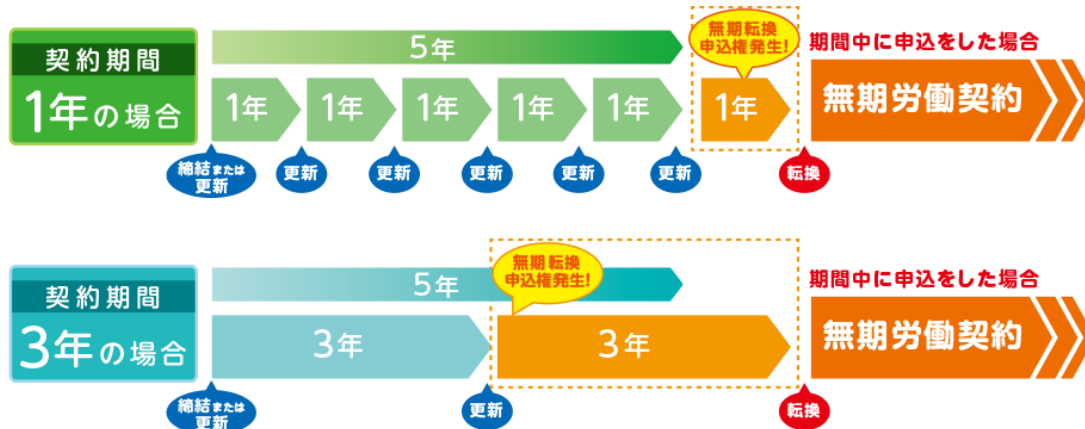 契約期間
1年の場合
5年
無期転換
申込権発生!
1年
1年
1年
1年
1年
1年
期間中に申込をした場合
無期労働契約
締結または
更新
更新
更新
更新
更新
更新
転換
契約期間
3年の場合
5年
無期転換
申込権発生!
3年
3年
期間中に申込をした場合
無期労働契約
締結または
更新
更新
転換